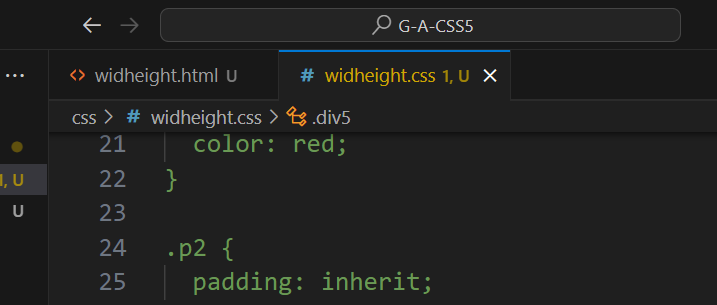 G-A-CSS5
widheight.html U
# widheight.css 1, U
css > # widheight.css > .div5
1, U
U
21 color: red;
22 }
23
24 .p2 {
25 padding: inherit;